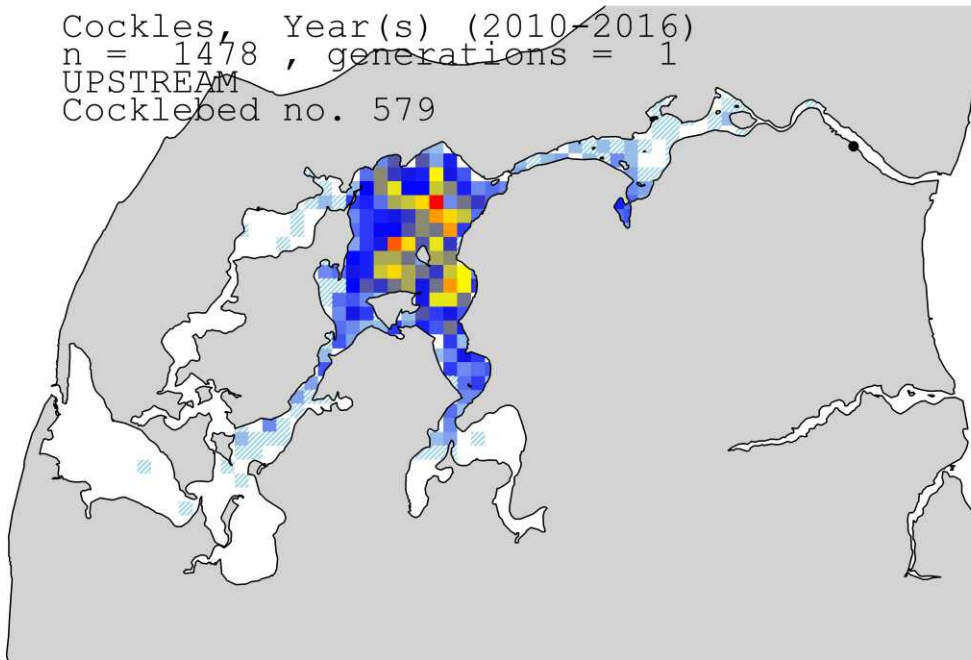 Cockles, Year(s) (2010-2016)
n = 1478 , generations = 1
UPSTREAM
Cocklebed no. 579